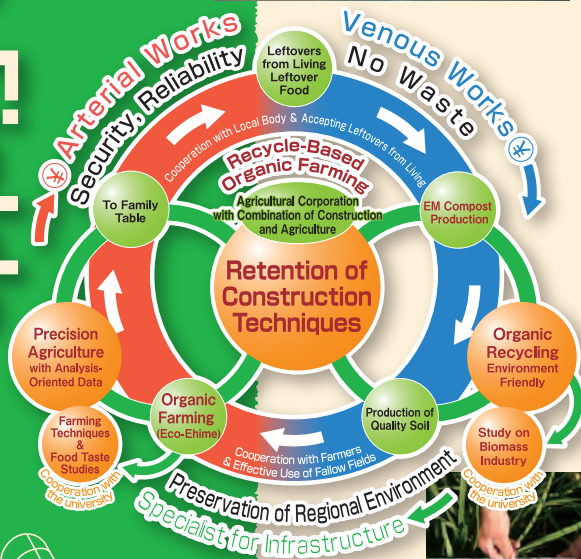 Arterial Works
Security, Reliability
Venous Works
No Waste
Leftovers
from Living
Leftover
Food
Cooperation with Local Body & Accepting Leftovers from Living
Recycle-Based
Organic Farming
Agricultural Corporation
with Combination of Construction
and Agriculture
To Family
Table
EM Compost
Production
Retention of
Construction
Techniques
Precision
Agriculture
with Analysis-
Oriented Data
Organic
Recycling
Environment
Friendly
Organic
Farming
(Eco-Ehime)
Production of
Quality Soil
Farming
Techniques
&
Food Taste
Studies
Cooperation with
the university
Study on
Biomass
Industry
Cooperation with
the university
Cooperation with Farmers
& Effective Use of Fallow Fields
Preservation of Regional Environment
Specialist for Infrastructure